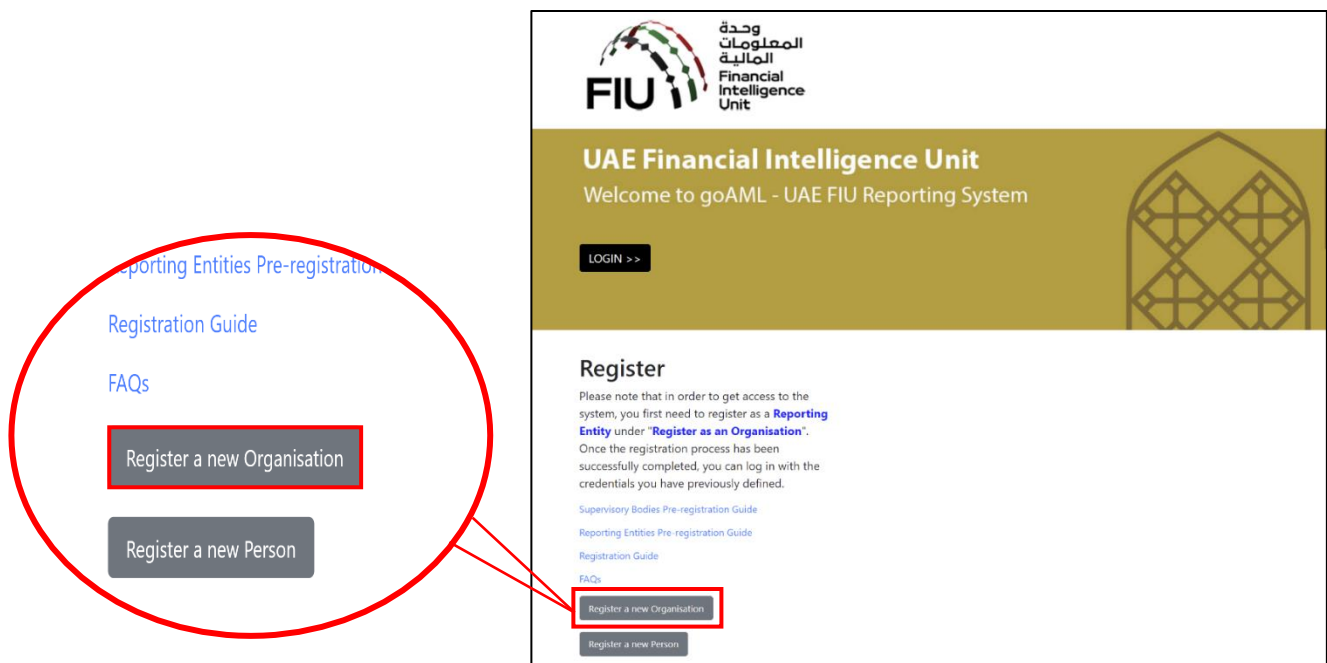 وحدة
المعلومات
المالية
Financial
Intelligence
Unit
FIU
UAE Financial Intelligence Unit
Welcome to goAML - UAE FIU Reporting System
LOGIN >>
Register
Please note that in order to get access to the
system, you first need to register as a Reporting
Entity under "Register as an Organisation".
Once the registration process has been
successfully completed, you can log in with the
credentials you have previously defined.
Supervisory Bodies Pre-registration Guide
Reporting Entities Pre-registration Guide
Registration Guide
FAQs
Register a new Organisation
Register a new Person
Reporting Entities Pre-registration
Registration Guide
FAQs
Register a new Organisation
Register a new Person